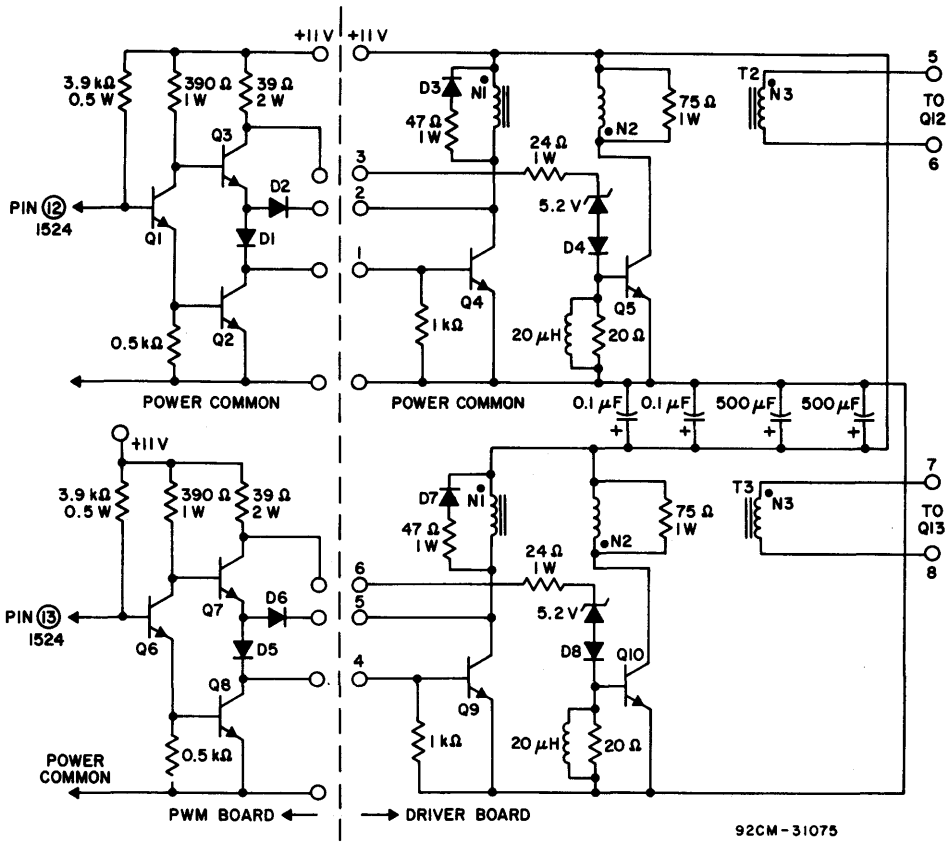 +11 V
+11 V
3.9 kΩ
0.5 W
390 Ω
1 W
39 Ω
2 W
Q3
D2
D1
PIN ⑫
1524
Q1
Q2
0.5 kΩ
POWER COMMON
3
2
1
D3
N1
47 Ω
1 W
N2
75 Ω
1 W
24 Ω
1 W
5.2 V
D4
Q4
Q5
1 kΩ
20 μH
20 Ω
POWER COMMON
T2
N3
5
TO
Q12
6
0.1 μF
+
0.1 μF
+
500 μF
+
500 μF
+
+11 V
3.9 kΩ
0.5 W
390 Ω
1 W
39 Ω
2 W
Q7
D6
D5
PIN ⑬
1524
Q6
Q8
0.5 kΩ
POWER
COMMON
6
5
4
D7
N1
47 Ω
1 W
N2
75 Ω
1 W
24 Ω
1 W
5.2 V
D8
Q9
Q10
1 kΩ
20 μH
20 Ω
T3
N3
7
TO
Q13
8
PWM BOARD
DRIVER BOARD
92CM-31075